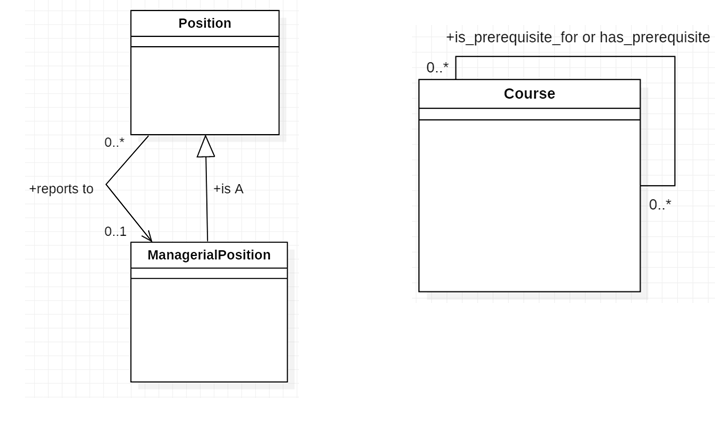 Position
0..*
+reports to
+is A
0..1
ManagerialPosition
+is_prerequisite_for or has_prerequisite
0..*
Course
0..*